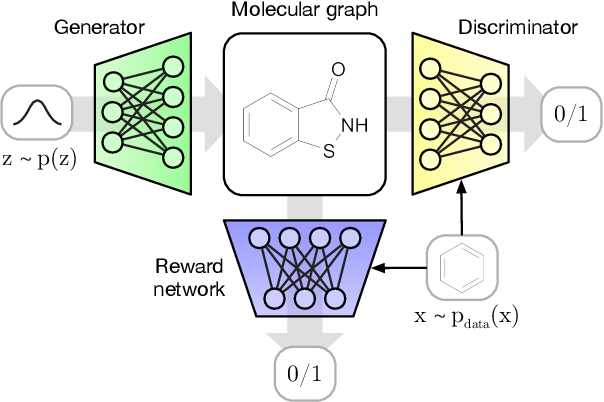 Molecular graph
Generator
Discriminator
O
NH
S
z ~ p(z)
0/1
Reward
network
x ~ p_data(x)
0/1